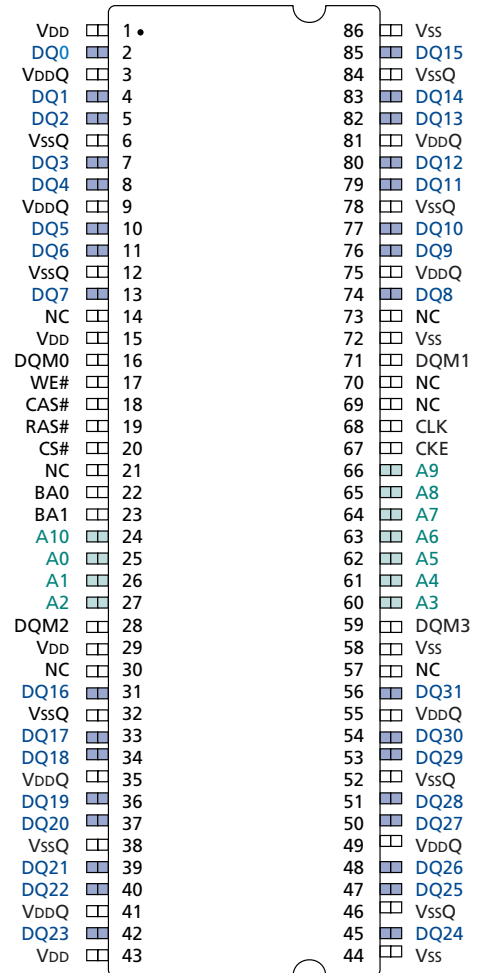 VDD 1 86 VSS
DQ0 2 85 DQ15
VDDQ 3 84 VSSQ
DQ1 4 83 DQ14
DQ2 5 82 DQ13
VSSQ 6 81 VDDQ
DQ3 7 80 DQ12
DQ4 8 79 DQ11
VDDQ 9 78 VSSQ
DQ5 10 77 DQ10
DQ6 11 76 DQ9
VSSQ 12 75 VDDQ
DQ7 13 74 DQ8
NC 14 73 NC
VDD 15 72 VSS
DQM0 16 71 DQM1
WE# 17 70 NC
CAS# 18 69 NC
RAS# 19 68 CLK
CS# 20 67 CKE
NC 21 66 A9
BA0 22 65 A8
BA1 23 64 A7
A10 24 63 A6
A0 25 62 A5
A1 26 61 A4
A2 27 60 A3
DQM2 28 59 DQM3
VDD 29 58 VSS
NC 30 57 NC
DQ16 31 56 DQ31
VSSQ 32 55 VDDQ
DQ17 33 54 DQ30
DQ18 34 53 DQ29
VDDQ 35 52 VSSQ
DQ19 36 51 DQ28
DQ20 37 50 DQ27
VSSQ 38 49 VDDQ
DQ21 39 48 DQ26
DQ22 40 47 DQ25
VDDQ 41 46 VSSQ
DQ23 42 45 DQ24
VDD 43 44 VSS